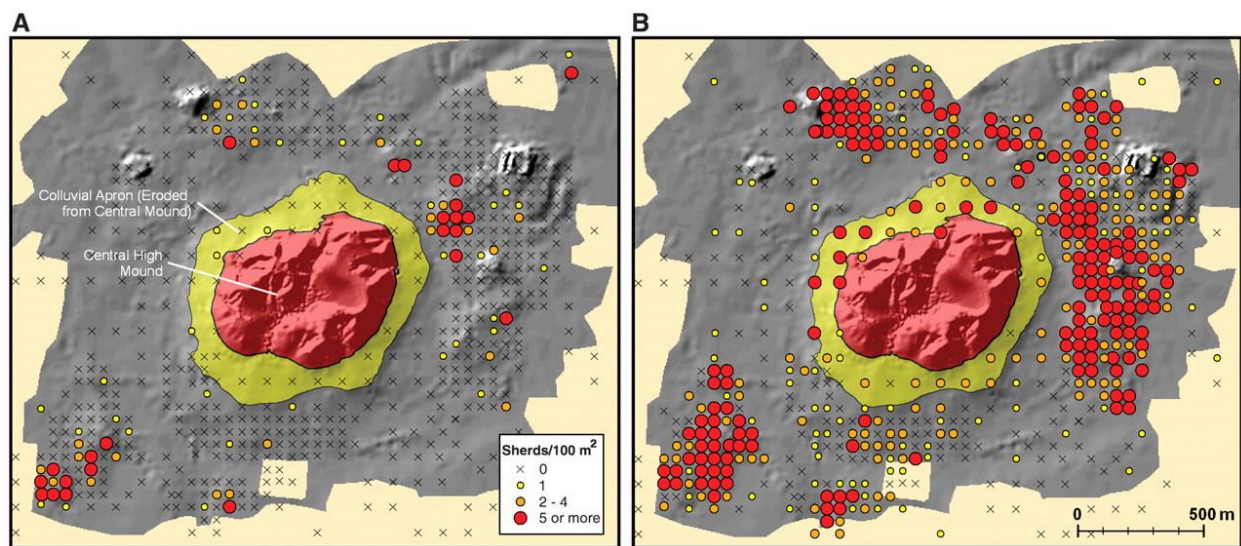 A
B
Colluvial Apron (Eroded
from Central Mound)
Central High
Mound
Sherds/100 m²
0
1
2 - 4
5 or more
0 500 m